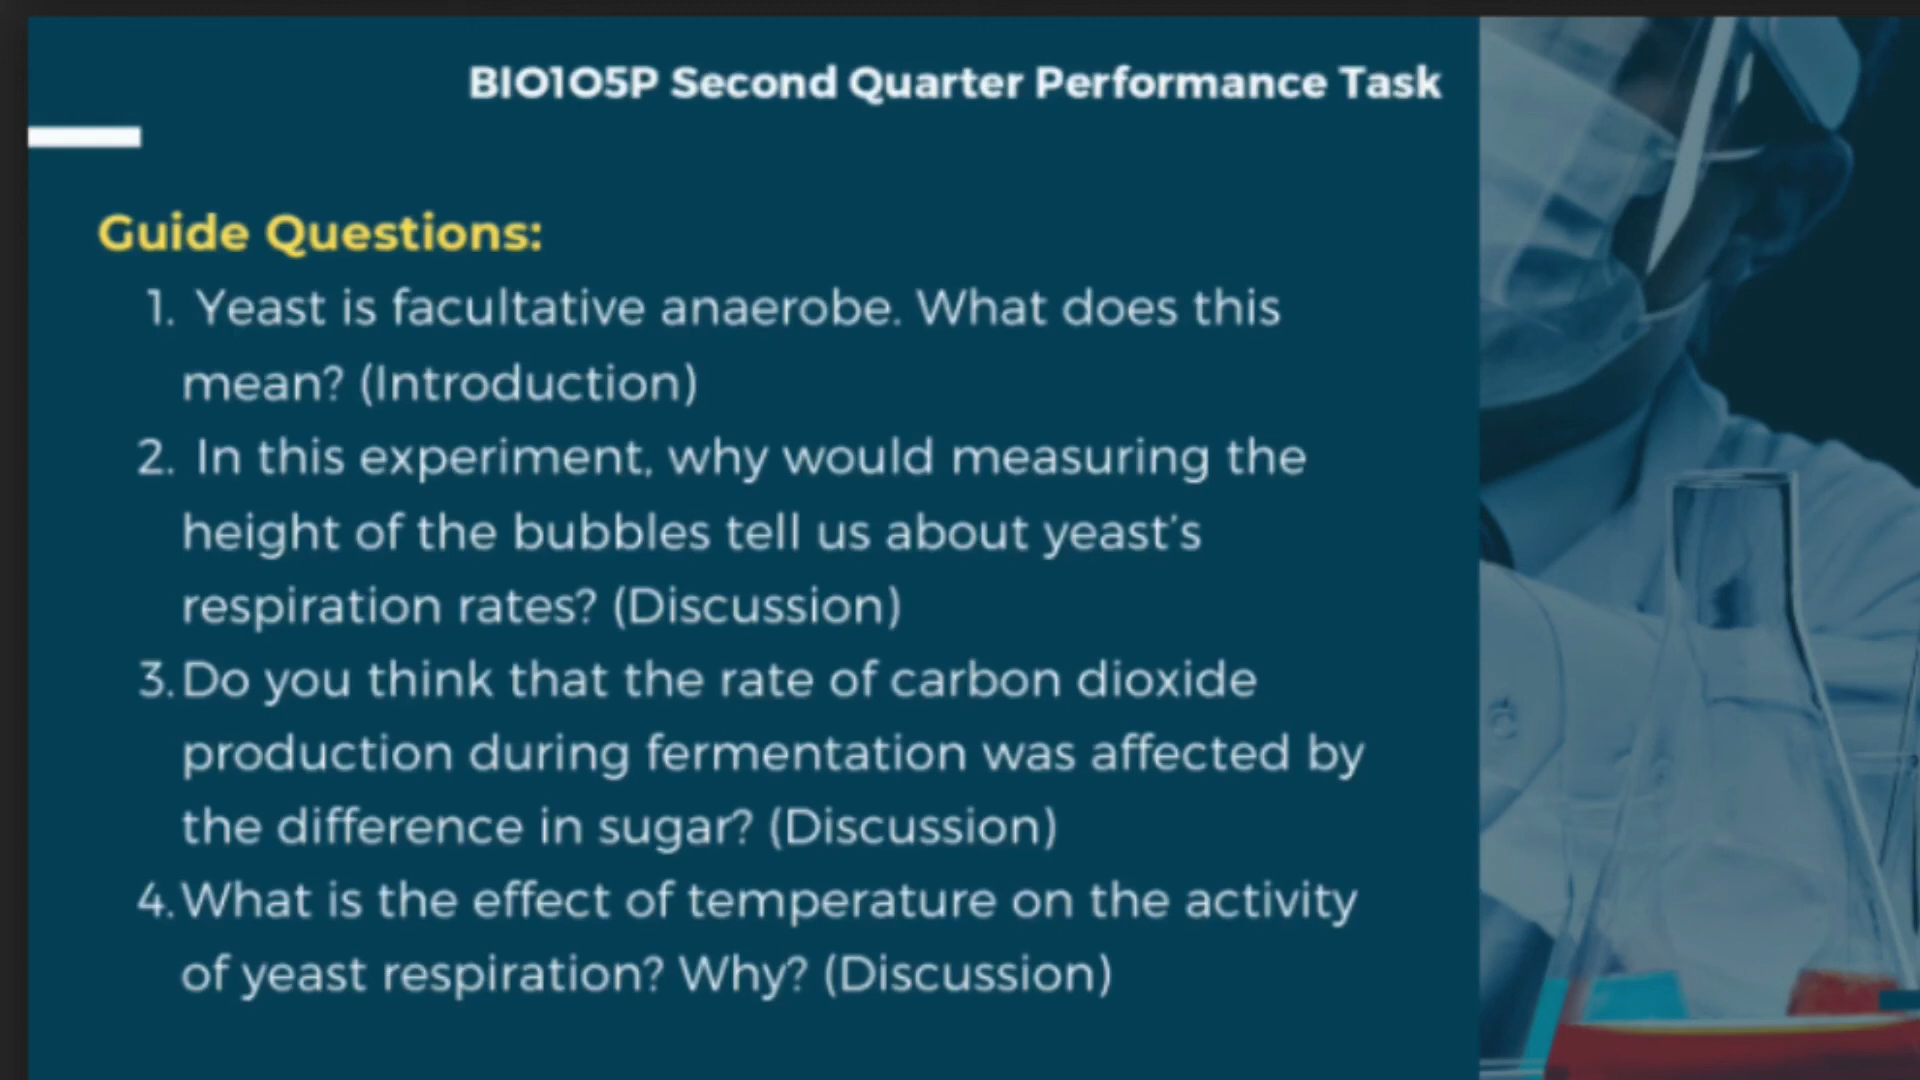 BIO105P Second Quarter Performance Task
Guide Questions:
1. Yeast is facultative anaerobe. What does this
mean? (Introduction)
2. In this experiment, why would measuring the
height of the bubbles tell us about yeast's
respiration rates? (Discussion)
3. Do you think that the rate of carbon dioxide
production during fermentation was affected by
the difference in sugar? (Discussion)
4. What is the effect of temperature on the activity
of yeast respiration? Why? (Discussion)